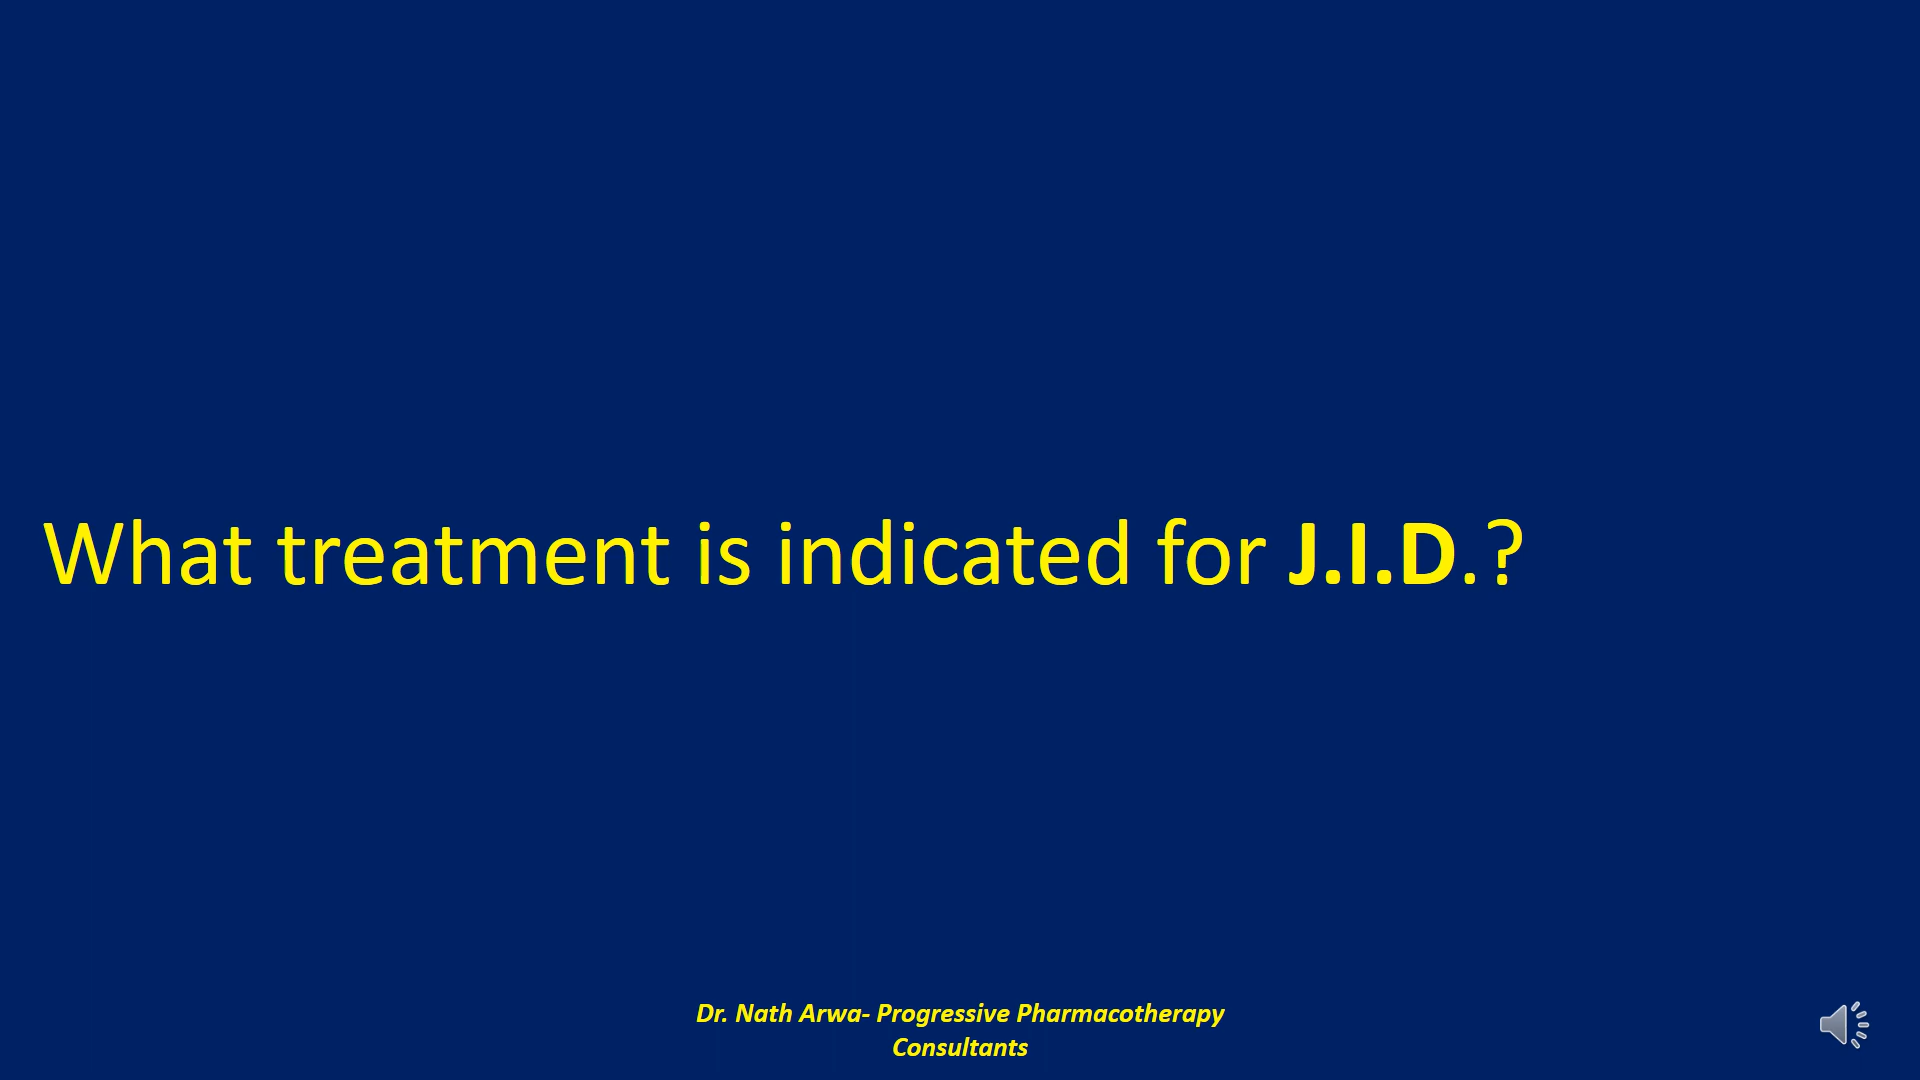 What treatment is indicated for J.I.D.?
Dr. Nath Arwa- Progressive Pharmacotherapy
Consultants